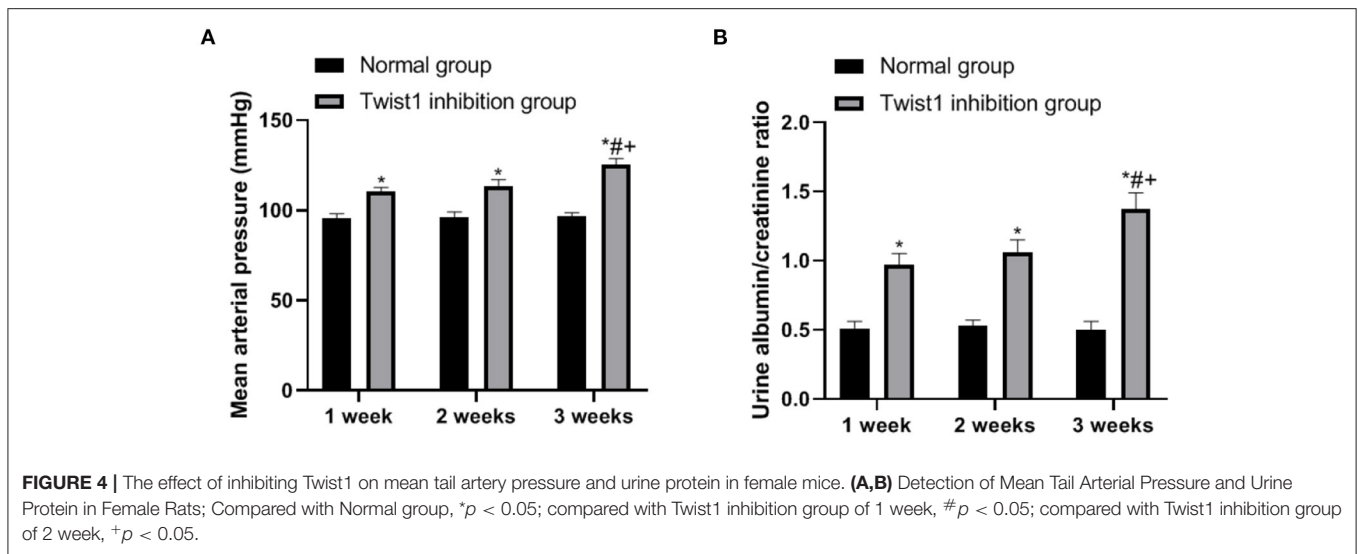 A
Normal group
Twist1 inhibition group
Mean arterial pressure (mmHg)
150
100
50
0
*
*
*#+
1 week
2 weeks
3 weeks
B
Normal group
Twist1 inhibition group
Urine albumin/creatinine ratio
2.0
1.5
1.0
0.5
0.0
*
*
*#+
1 week
2 weeks
3 weeks
FIGURE 4 | The effect of inhibiting Twist1 on mean tail artery pressure and urine protein in female mice. (A,B) Detection of Mean Tail Arterial Pressure and Urine
Protein in Female Rats; Compared with Normal group, *p < 0.05; compared with Twist1 inhibition group of 1 week, #p < 0.05; compared with Twist1 inhibition group
of 2 week, +p < 0.05.